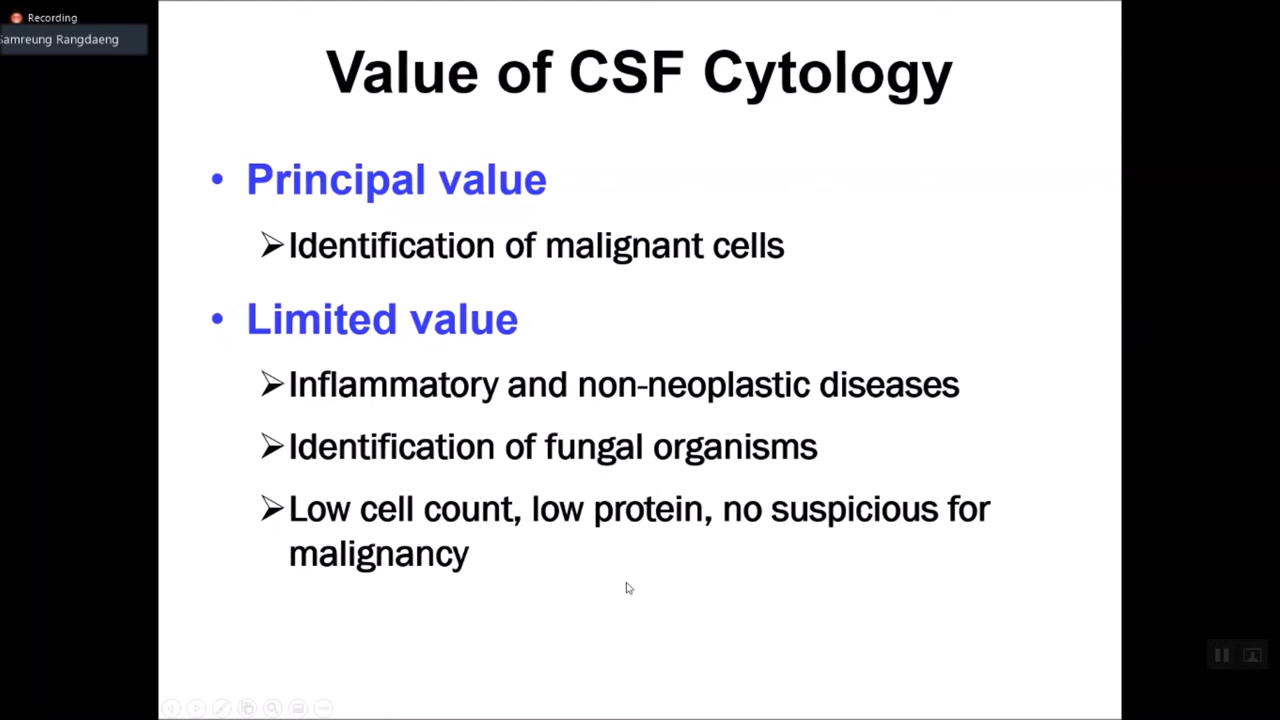 Recording
Samreung Rangdaeng
Value of CSF Cytology
• Principal value
➢Identification of malignant cells
• Limited value
➢Inflammatory and non-neoplastic diseases
➢Identification of fungal organisms
➢Low cell count, low protein, no suspicious for
malignancy